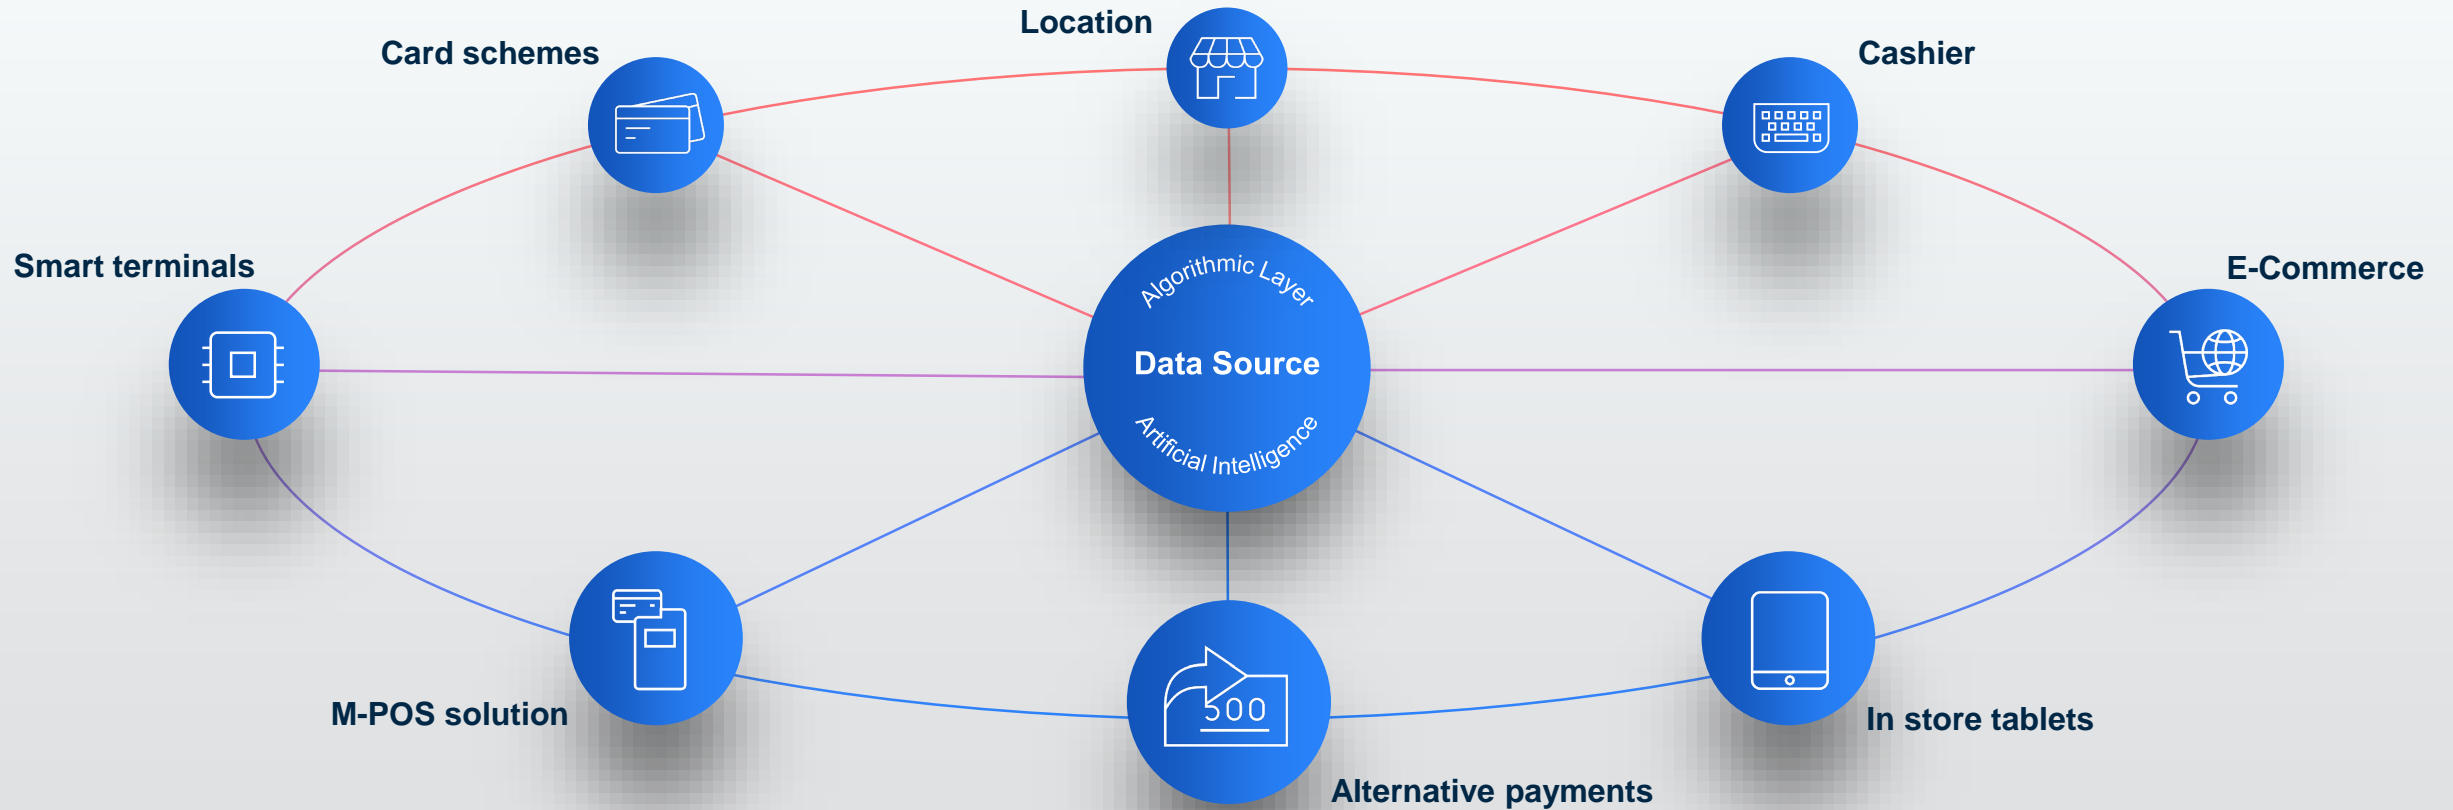 Location
Card schemes
Cashier
Smart terminals
E-Commerce
Algorithmic Layer
Data Source
Artificial Intelligence
M-POS solution
500
In store tablets
Alternative payments